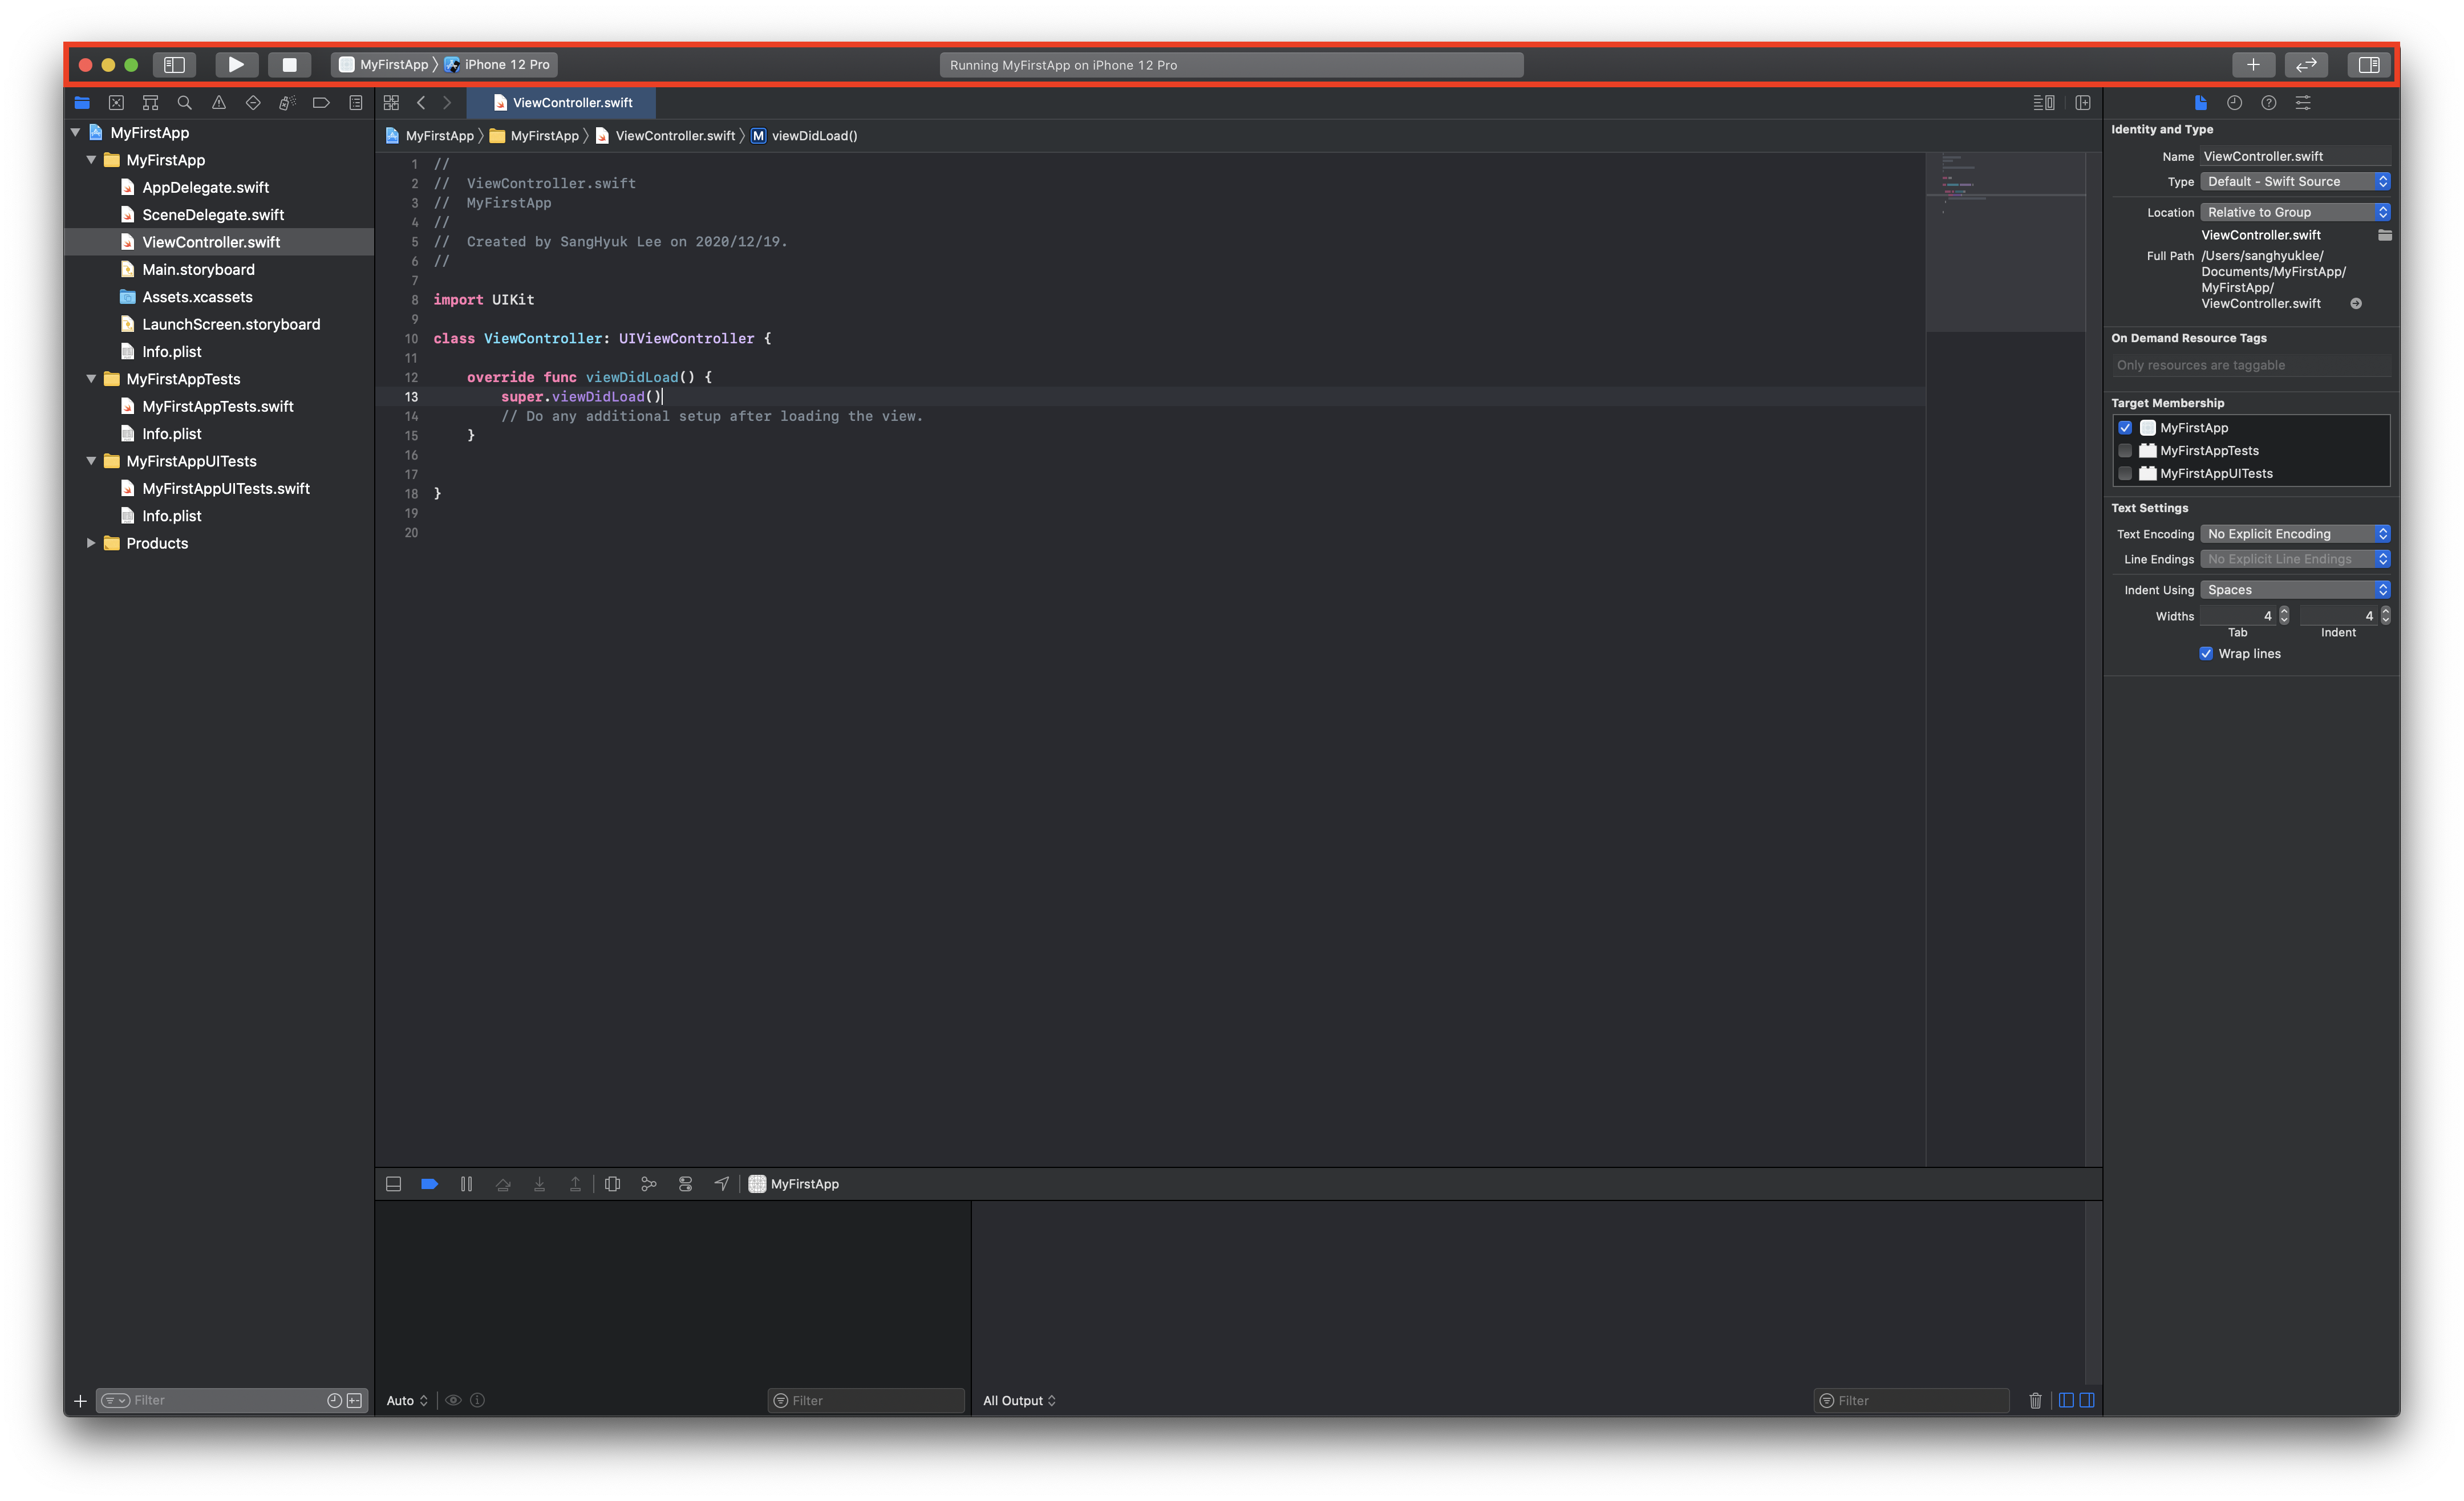 MyFirstApp 〉 iPhone 12 Pro
Running MyFirstApp on iPhone 12 Pro
MyFirstApp
MyFirstApp
AppDelegate.swift
SceneDelegate.swift
ViewController.swift
Main.storyboard
Assets.xcassets
LaunchScreen.storyboard
Info.plist
MyFirstAppTests
MyFirstAppTests.swift
Info.plist
MyFirstAppUITests
MyFirstAppUITests.swift
Info.plist
Products
Filter
ViewController.swift
MyFirstApp 〉 MyFirstApp 〉 ViewController.swift 〉 M viewDidLoad()
1 //
2 //  ViewController.swift
3 //  MyFirstApp
4 //
5 //  Created by SangHyuk Lee on 2020/12/19.
6 //
7
8 import UIKit
9
10 class ViewController: UIViewController {
11
12     override func viewDidLoad() {
13         super.viewDidLoad()
14         // Do any additional setup after loading the view.
15     }
16
17
18 }
19
20
MyFirstApp
Auto
Filter
All Output
Filter
Identity and Type
Name ViewController.swift
Type Default - Swift Source
Location Relative to Group
ViewController.swift
Full Path /Users/sanghyuklee/
Documents/MyFirstApp/
MyFirstApp/
ViewController.swift
On Demand Resource Tags
Only resources are taggable
Target Membership
MyFirstApp
MyFirstAppTests
MyFirstAppUITests
Text Settings
Text Encoding No Explicit Encoding
Line Endings No Explicit Line Endings
Indent Using Spaces
Widths 4 4
Tab Indent
Wrap lines